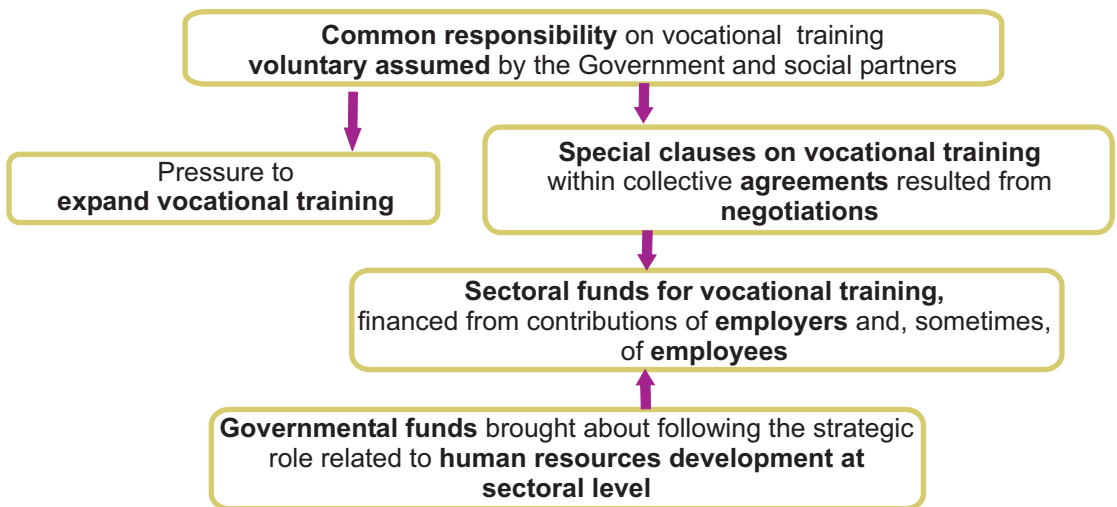 Common responsibility on vocational training
voluntary assumed by the Government and social partners
Pressure to
expand vocational training
Special clauses on vocational training
within collective agreements resulted from
negotiations
Sectoral funds for vocational training,
financed from contributions of employers and, sometimes,
of employees
Governmental funds brought about following the strategic
role related to human resources development at
sectoral level